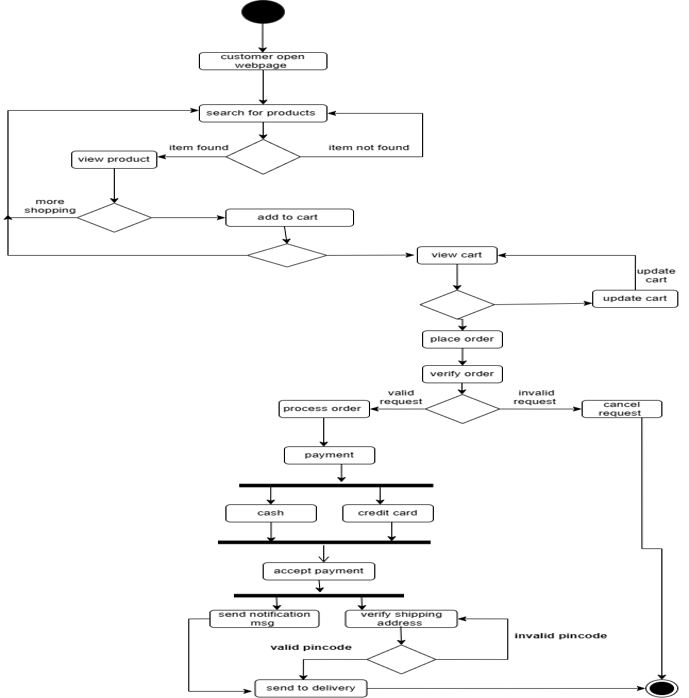 customer open
webpage
search for products
item found
item not found
view product
more
shopping
add to cart
view cart
update
cart
update cart
place order
verify order
valid
request
invalid
request
process order
cancel
request
payment
cash
credit card
accept payment
send notification
msg
verify shipping
address
invalid pincode
valid pincode
send to delivery